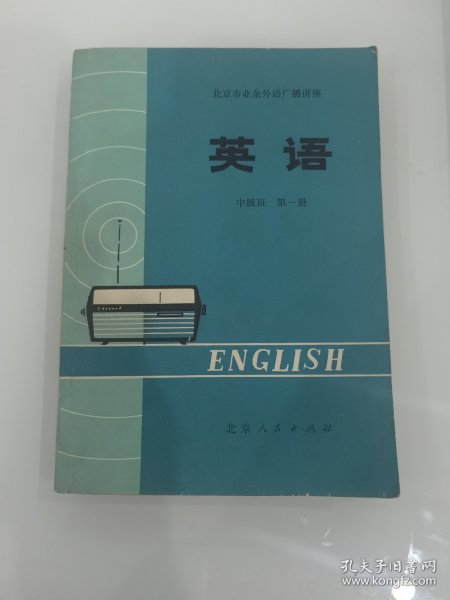 北京市业余外语广播讲座
英语
中级班 第一册
ENGLISH
北京人民出版社
孔夫子旧书网
www.kongfz.com